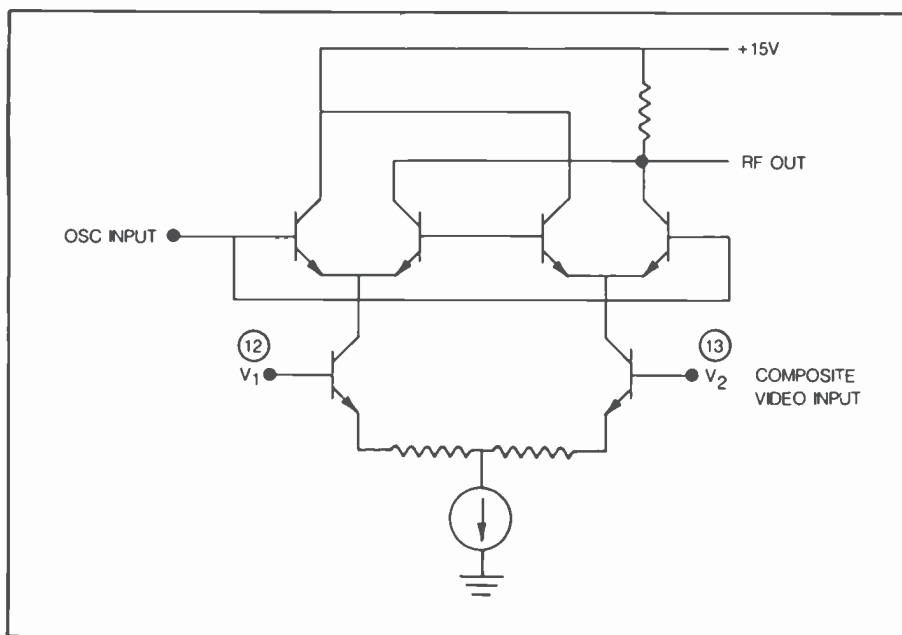 +15V
RF OUT
OSC INPUT
12
V1
13
V2
COMPOSITE
VIDEO INPUT